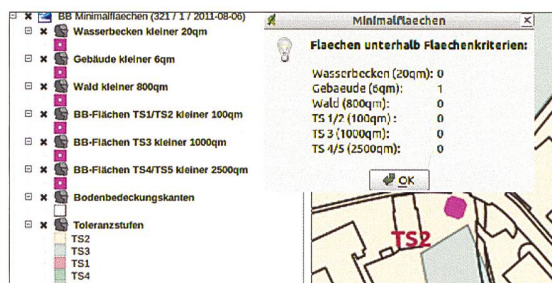 BB Minimalflaechen (321 / 1 / 2011-08-06)
Wasserbecken kleiner 20qm
Gebäude kleiner 6qm
Wald kleiner 800qm
BB-Flächen TS1/TS2 kleiner 100qm
BB-Flächen TS3 kleiner 1000qm
BB-Flächen TS4/TS5 kleiner 2500qm
Bodenbedeckungskanten
Toleranzstufen
TS2
TS3
TS1
TS4
Minimalflaechen
Flaechen unterhalb Flaechenkriterien:
Wasserbecken (20qm): 0
Gebaeude (6qm): 1
Wald (800qm): 0
TS 1/2 (100qm) : 0
TS 3 (1000qm): 0
TS 4/5 (2500qm): 0
OK
TS2